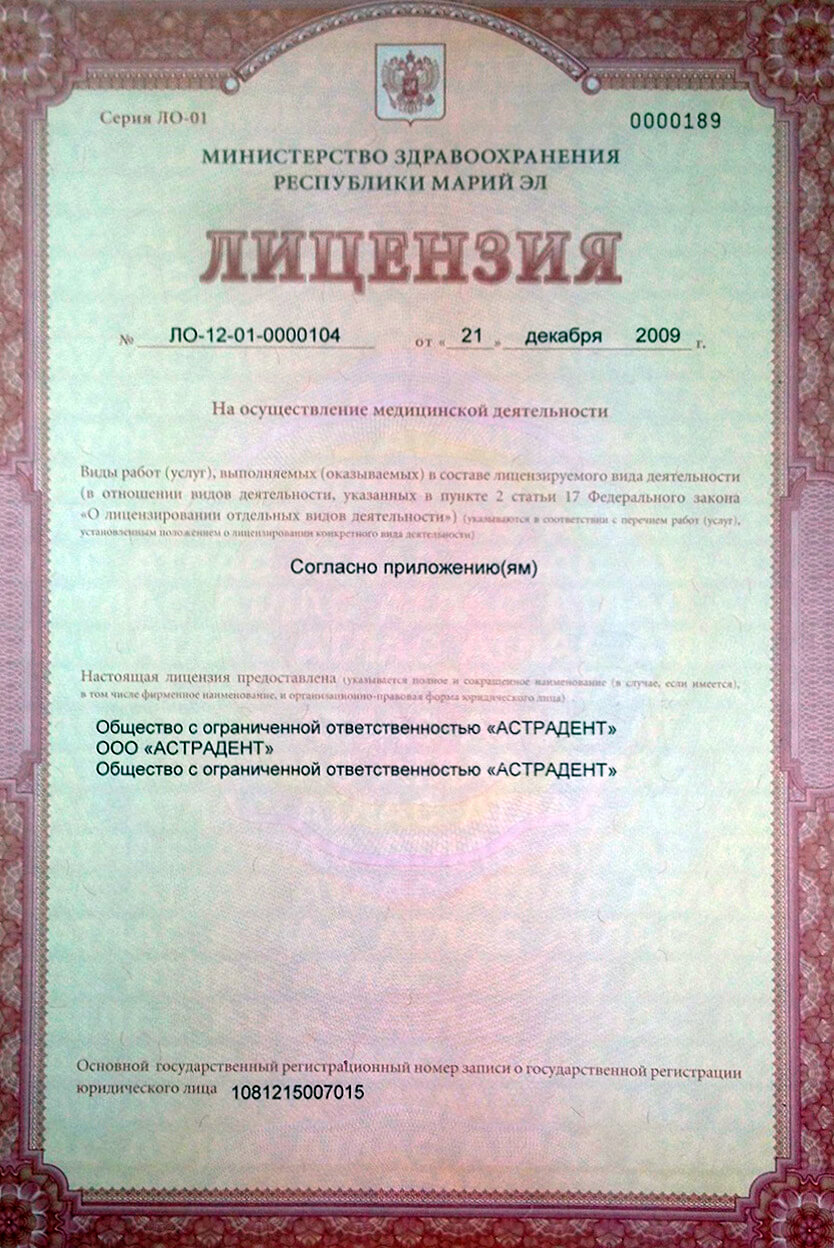 Серия ЛО-01
0000189
МИНИСТЕРСТВО ЗДРАВООХРАНЕНИЯ
РЕСПУБЛИКИ МАРИЙ ЭЛ
ЛИЦЕНЗИЯ
№ ЛО-12-01-0000104 от « 21 » декабря 2009 г.
На осуществление медицинской деятельности
Виды работ (услуг), выполняемых (оказываемых) в составе лицензируемого вида деятельности
(в отношении видов деятельности, указанных в пункте 2 статьи 17 Федерального закона
«О лицензировании отдельных видов деятельности») (указываются в соответствии с перечнем работ (услуг),
установленным положением о лицензировании конкретного вида деятельности)
Согласно приложению(ям)
Настоящая лицензия предоставлена (указывается полное и сокращенное наименование (в случае, если имеется),
в том числе фирменное наименование, и организационно-правовая форма юридического лица)
Общество с ограниченной ответственностью «АСТРАДЕНТ»
ООО «АСТРАДЕНТ»
Общество с ограниченной ответственностью «АСТРАДЕНТ»
Основной государственный регистрационный номер записи о государственной регистрации
юридического лица 1081215007015